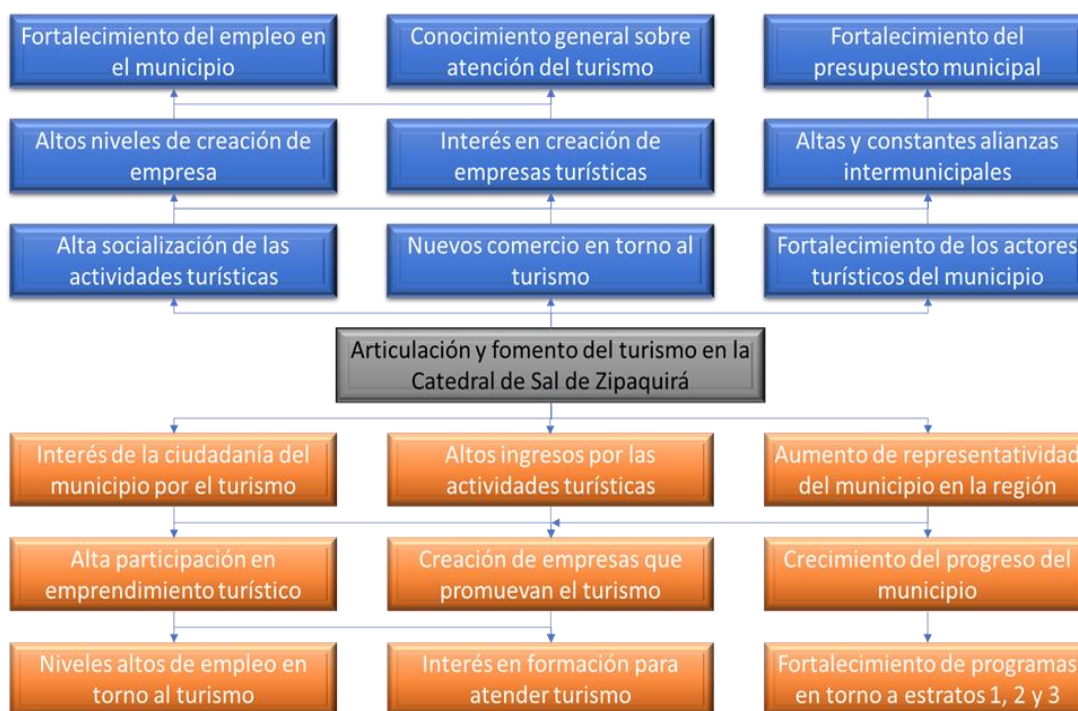 Fortalecimiento del empleo en
el municipio
Conocimiento general sobre
atención del turismo
Fortalecimiento del
presupuesto municipal
Altos niveles de creación de
empresa
Interés en creación de
empresas turísticas
Altas y constantes alianzas
intermunicipales
Alta socialización de las
actividades turísticas
Nuevos comercio en torno al
turismo
Fortalecimiento de los actores
turísticos del municipio
Articulación y fomento del turismo en la
Catedral de Sal de Zipaquirá
Interés de la ciudadanía del
municipio por el turismo
Altos ingresos por las
actividades turísticas
Aumento de representatividad
del municipio en la región
Alta participación en
emprendimiento turístico
Creación de empresas que
promuevan el turismo
Crecimiento del progreso del
municipio
Niveles altos de empleo en
torno al turismo
Interés en formación para
atender turismo
Fortalecimiento de programas
en torno a estratos 1, 2 y 3